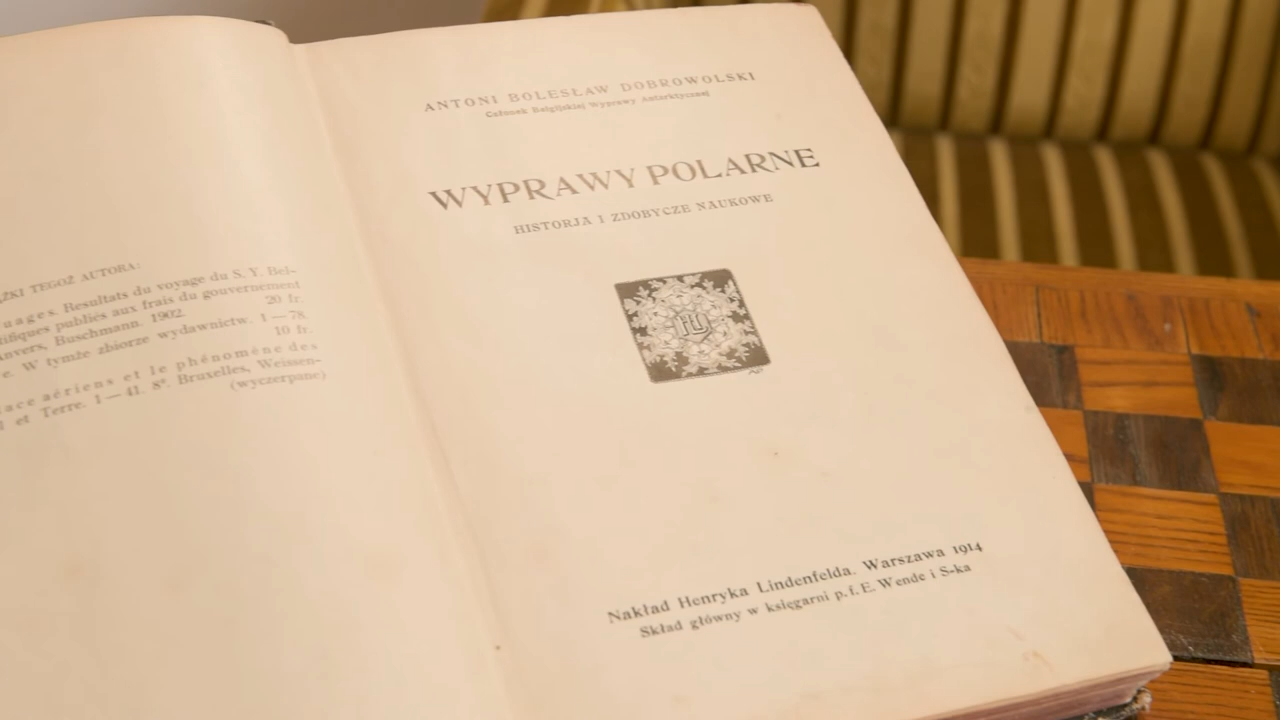 ŻKI TEGOŻ AUTORA:
uages. Resultats du voyage du S. Y. Bel-
tifiques publiés aux frais du gouvernement
nvers, Buschmann. 1902. 20 fr.
e. W tymże zbiorze wydawnictw. 1—78.
10 fr.
ace aériens et le phénoméne des
l et Terre. 1—41. 8°. Bruxelles, Weissen-
(wyczerpane)
ANTONI BOLESŁAW DOBROWOLSKI
Członek Belgijskiej Wyprawy Antarktycznej
WYPRAWY POLARNE
HISTORJA I ZDOBYCZE NAUKOWE
Nakład Henryka Lindenfelda. Warszawa 1914
Skład główny w księgarni p. f. E. Wende i S-ka